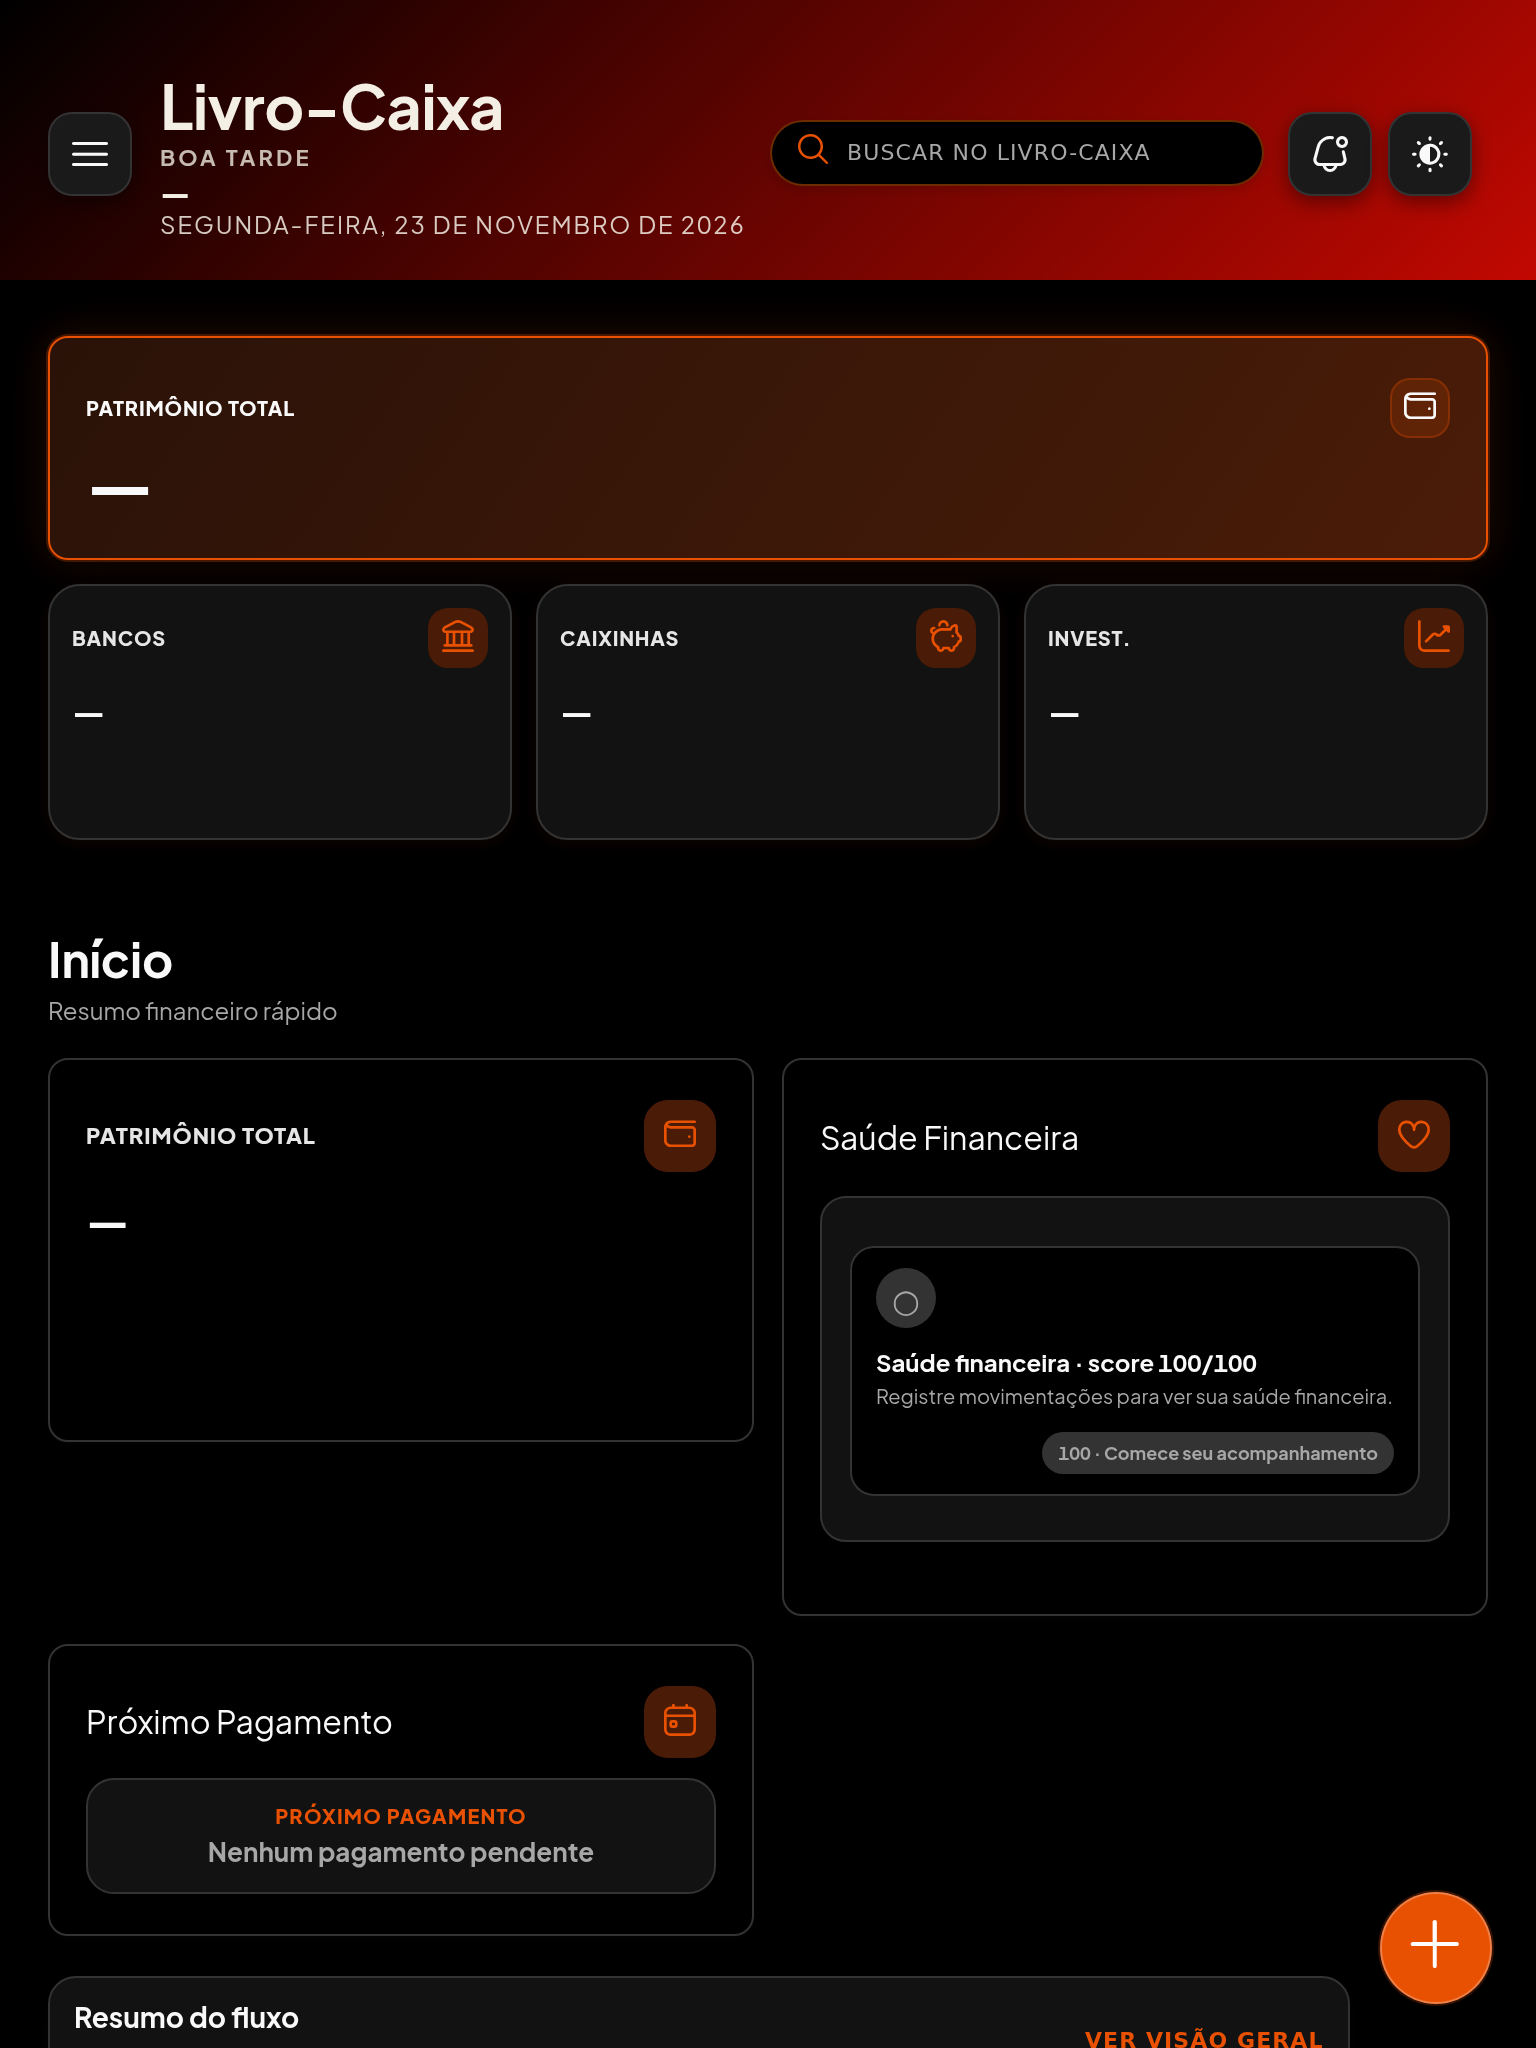 Livro-Caixa
BOA TARDE
—
SEGUNDA-FEIRA, 23 DE NOVEMBRO DE 2026
BUSCAR NO LIVRO-CAIXA
PATRIMÔNIO TOTAL
—
BANCOS
—
CAIXINHAS
—
INVEST.
—
Início
Resumo financeiro rápido
PATRIMÔNIO TOTAL
—
Saúde Financeira
Saúde financeira · score 100/100
Registre movimentações para ver sua saúde financeira.
100 · Comece seu acompanhamento
Próximo Pagamento
PRÓXIMO PAGAMENTO
Nenhum pagamento pendente
Resumo do fluxo
VER VISÃO GERAL